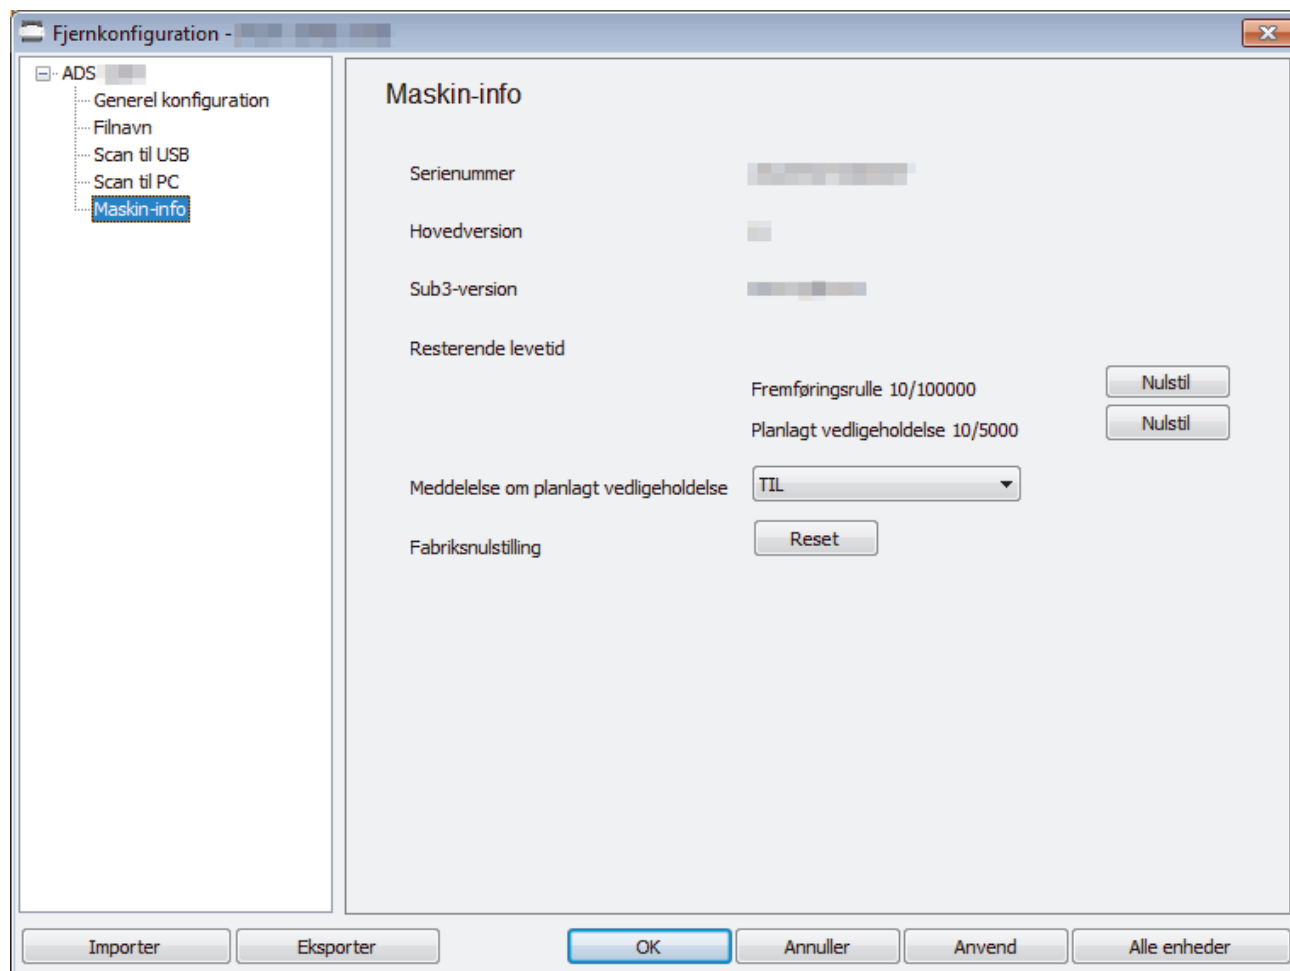 Fjernkonfiguration -
ADS
Generel konfiguration
Filnavn
Scan til USB
Scan til PC
Maskin-info
Maskin-info
Serienummer
Hovedversion
Sub3-version
Resterende levetid
Fremføringsrulle 10/100000
Nulstil
Planlagt vedligeholdelse 10/5000
Nulstil
Meddelelse om planlagt vedligeholdelse
TIL
Fabriksnulstilling
Reset
Importer
Eksporter
OK
Annuller
Anvend
Alle enheder